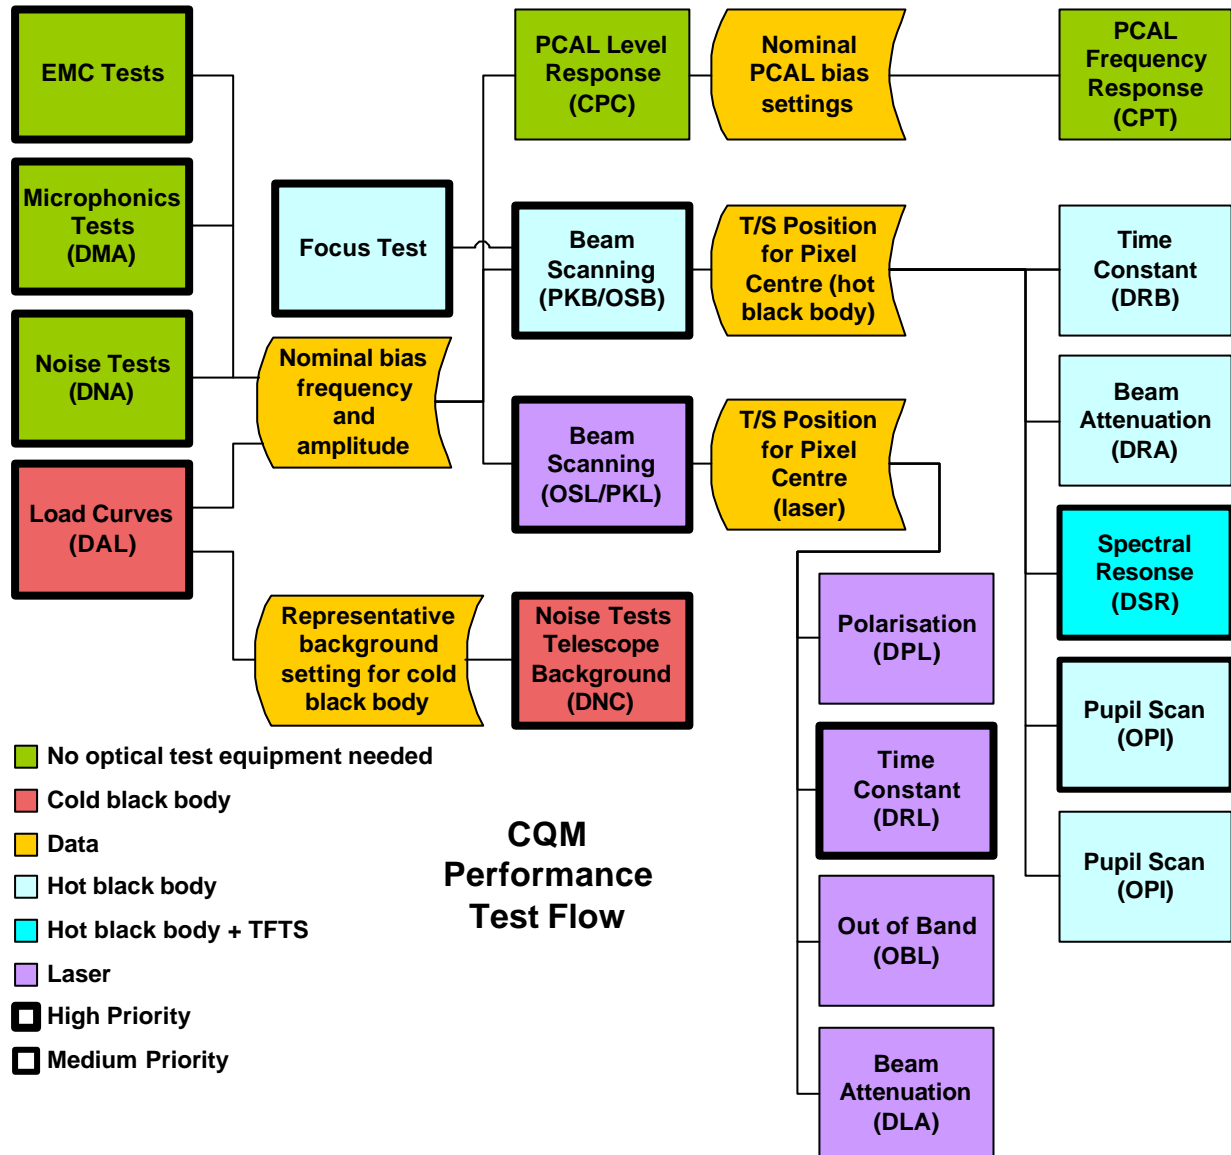 EMC Tests
Microphonics
Tests
(DMA)
Noise Tests
(DNA)
Load Curves
(DAL)
Focus Test
Nominal bias
frequency
and
amplitude
Representative
background
setting for cold
black body
PCAL Level
Response
(CPC)
Beam
Scanning
(PKB/OSB)
Beam
Scanning
(OSL/PKL)
Noise Tests
Telescope
Background
(DNC)
Nominal
PCAL bias
settings
T/S Position
for Pixel
Centre (hot
black body)
T/S Position
for Pixel
Centre
(laser)
Polarisation
(DPL)
Time
Constant
(DRL)
Out of Band
(OBL)
Beam
Attenuation
(DLA)
PCAL
Frequency
Response
(CPT)
Time
Constant
(DRB)
Beam
Attenuation
(DRA)
Spectral
Resonse
(DSR)
Pupil Scan
(OPI)
Pupil Scan
(OPI)
No optical test equipment needed
Cold black body
Data
Hot black body
Hot black body + TFTS
Laser
High Priority
Medium Priority
CQM
Performance
Test Flow